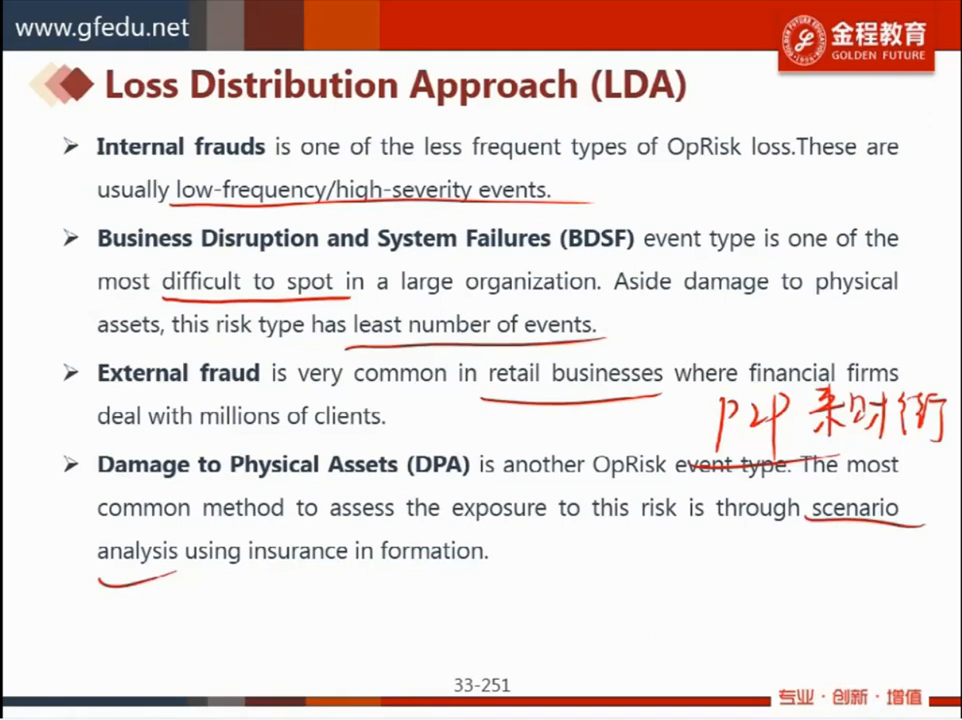 www.gfedu.net
金程教育
GOLDEN FUTURE
Loss Distribution Approach (LDA)
Internal frauds is one of the less frequent types of OpRisk loss.These are
usually low-frequency/high-severity events.
Business Disruption and System Failures (BDSF) event type is one of the
most difficult to spot in a large organization. Aside damage to physical
assets, this risk type has least number of events.
External fraud is very common in retail businesses where financial firms
deal with millions of clients.
P2P 来财街
Damage to Physical Assets (DPA) is another OpRisk event type. The most
common method to assess the exposure to this risk is through scenario
analysis using insurance in formation.
33-251
专业·创新·增值